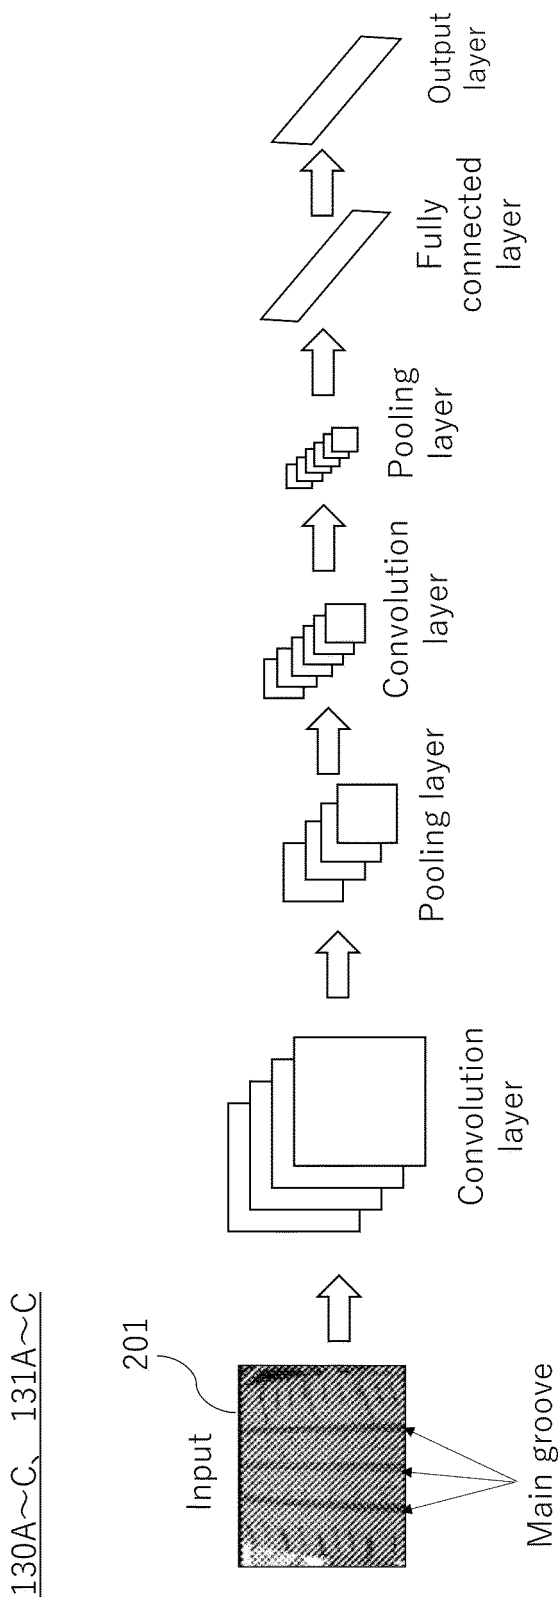 130A～C、131A～C
Input
201
Main groove
Convolution
layer
Pooling layer
Convolution
layer
Pooling
layer
Fully
connected
layer
Output
layer